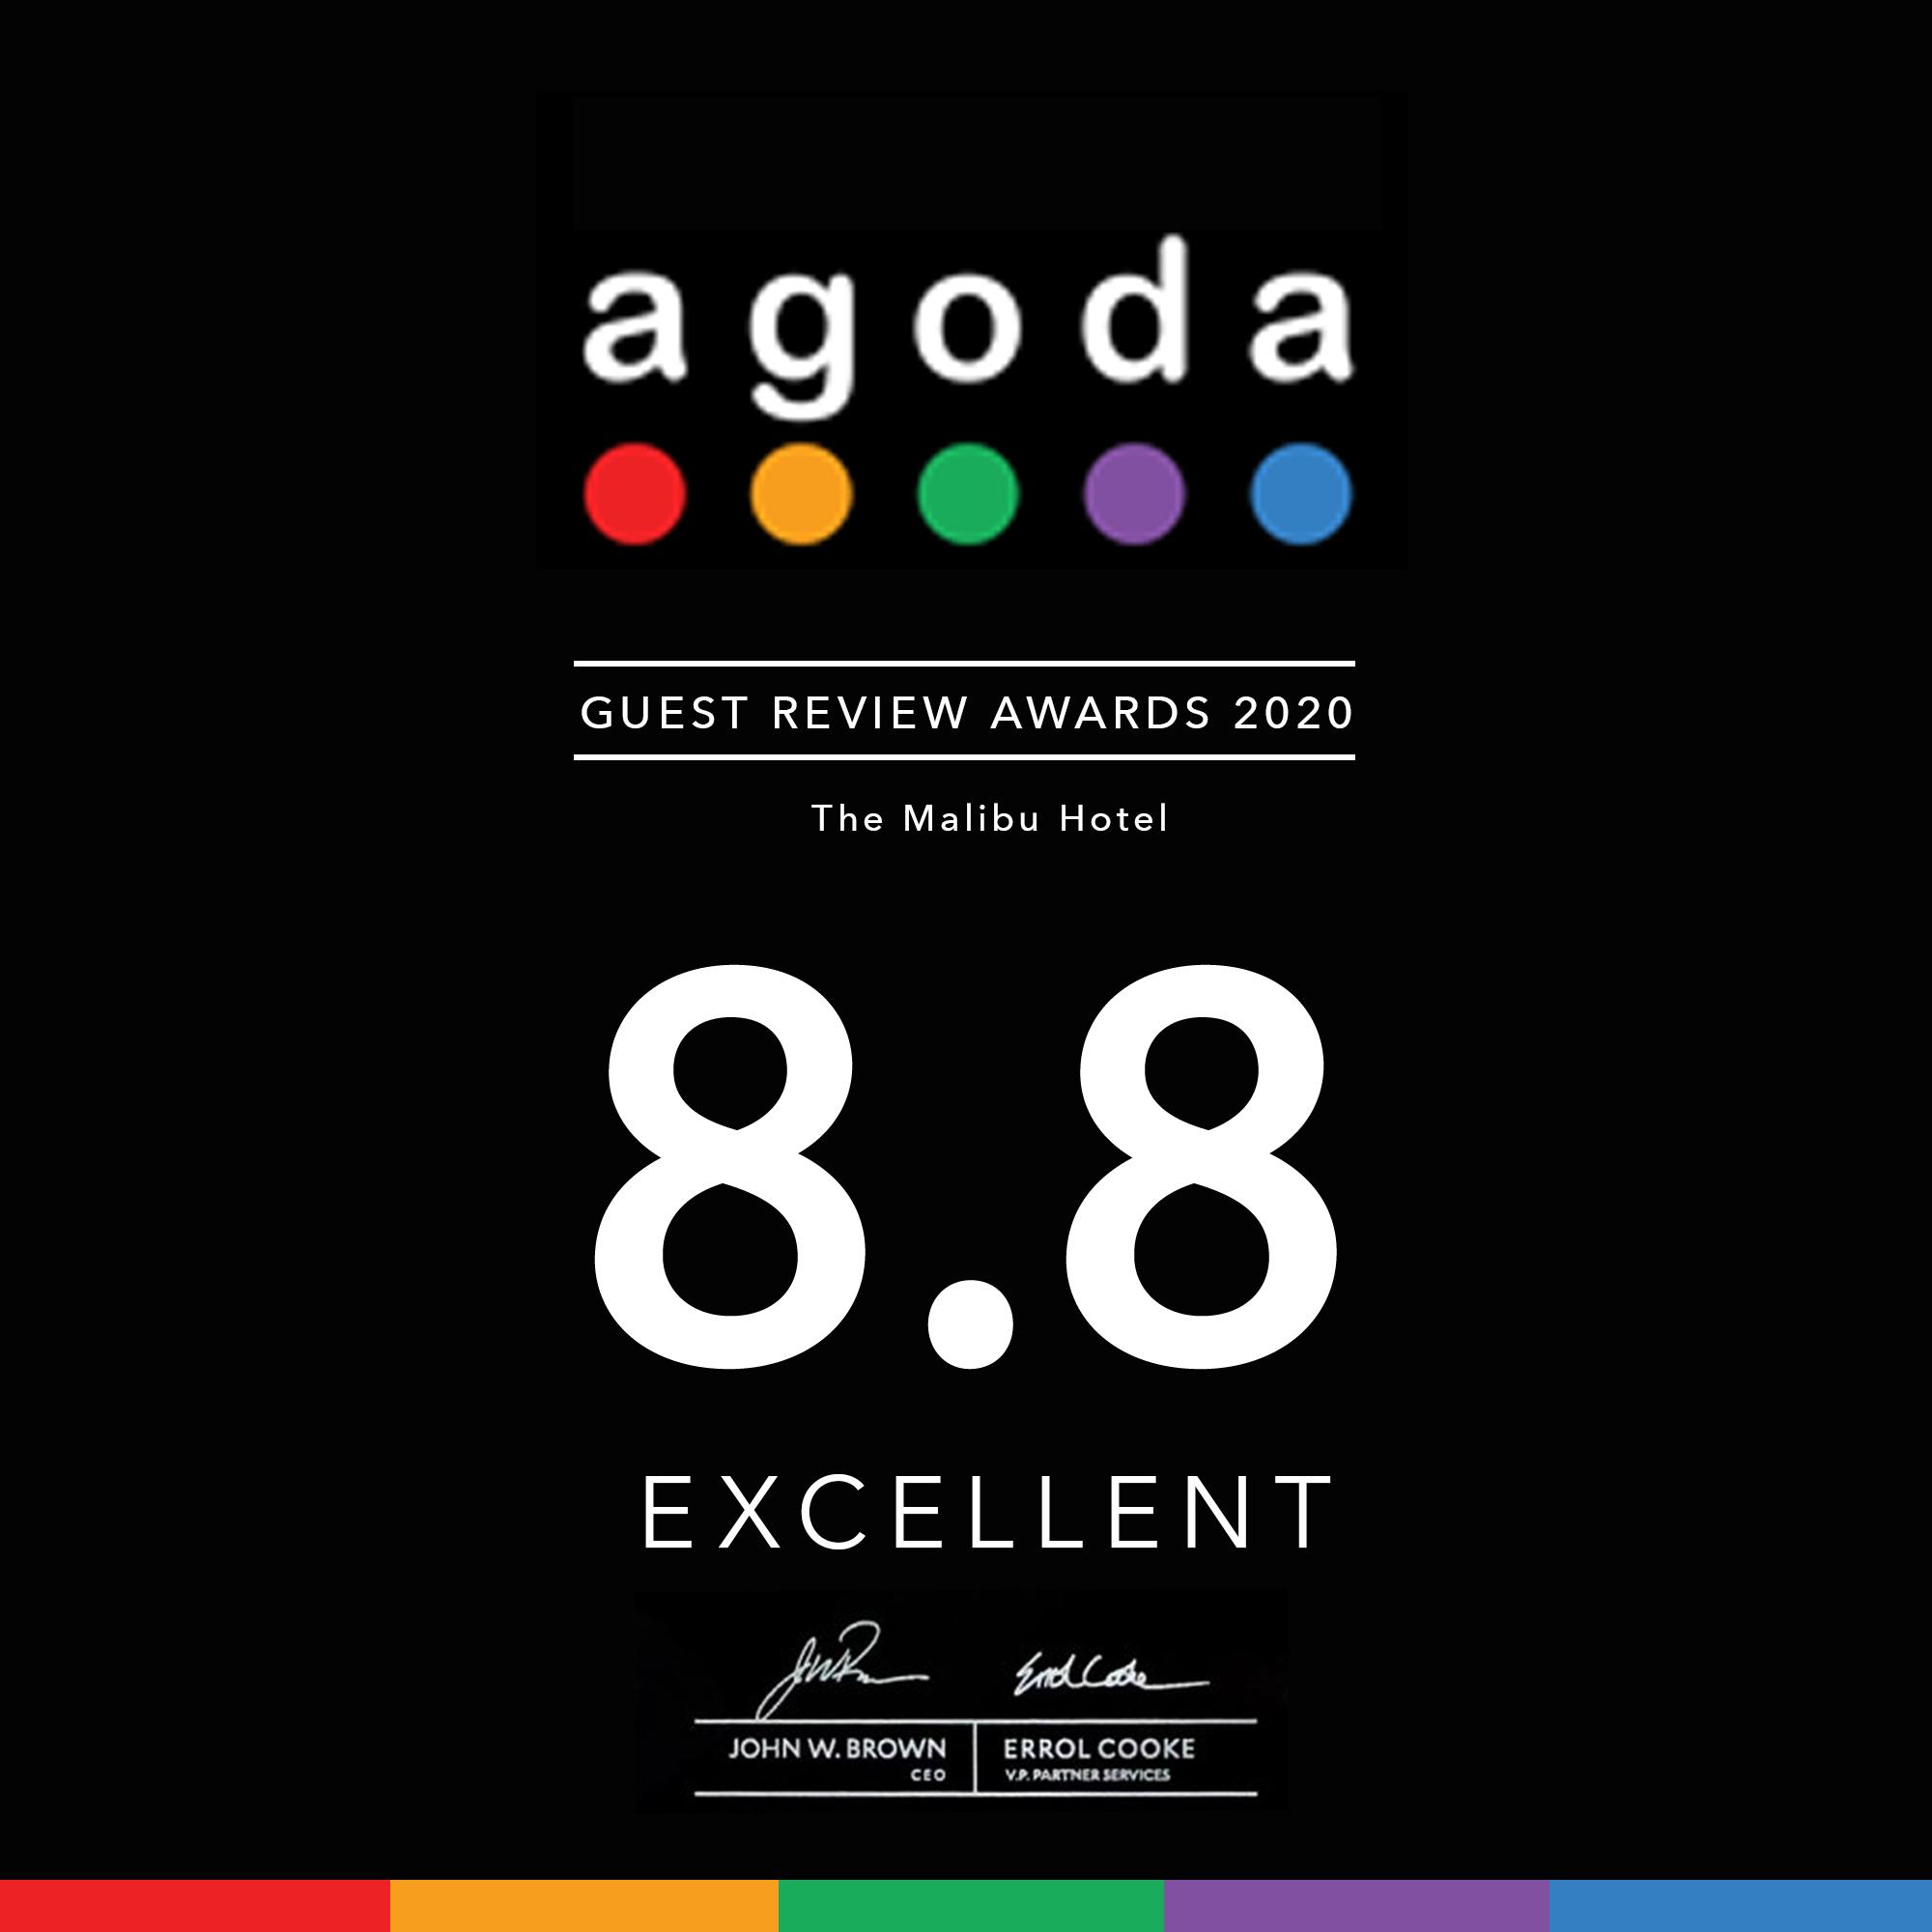 agoda
GUEST REVIEW AWARDS 2020
The Malibu Hotel
8.8
EXCELLENT
JOHN W. BROWN
CEO
ERROL COOKE
V.P. PARTNER SERVICES